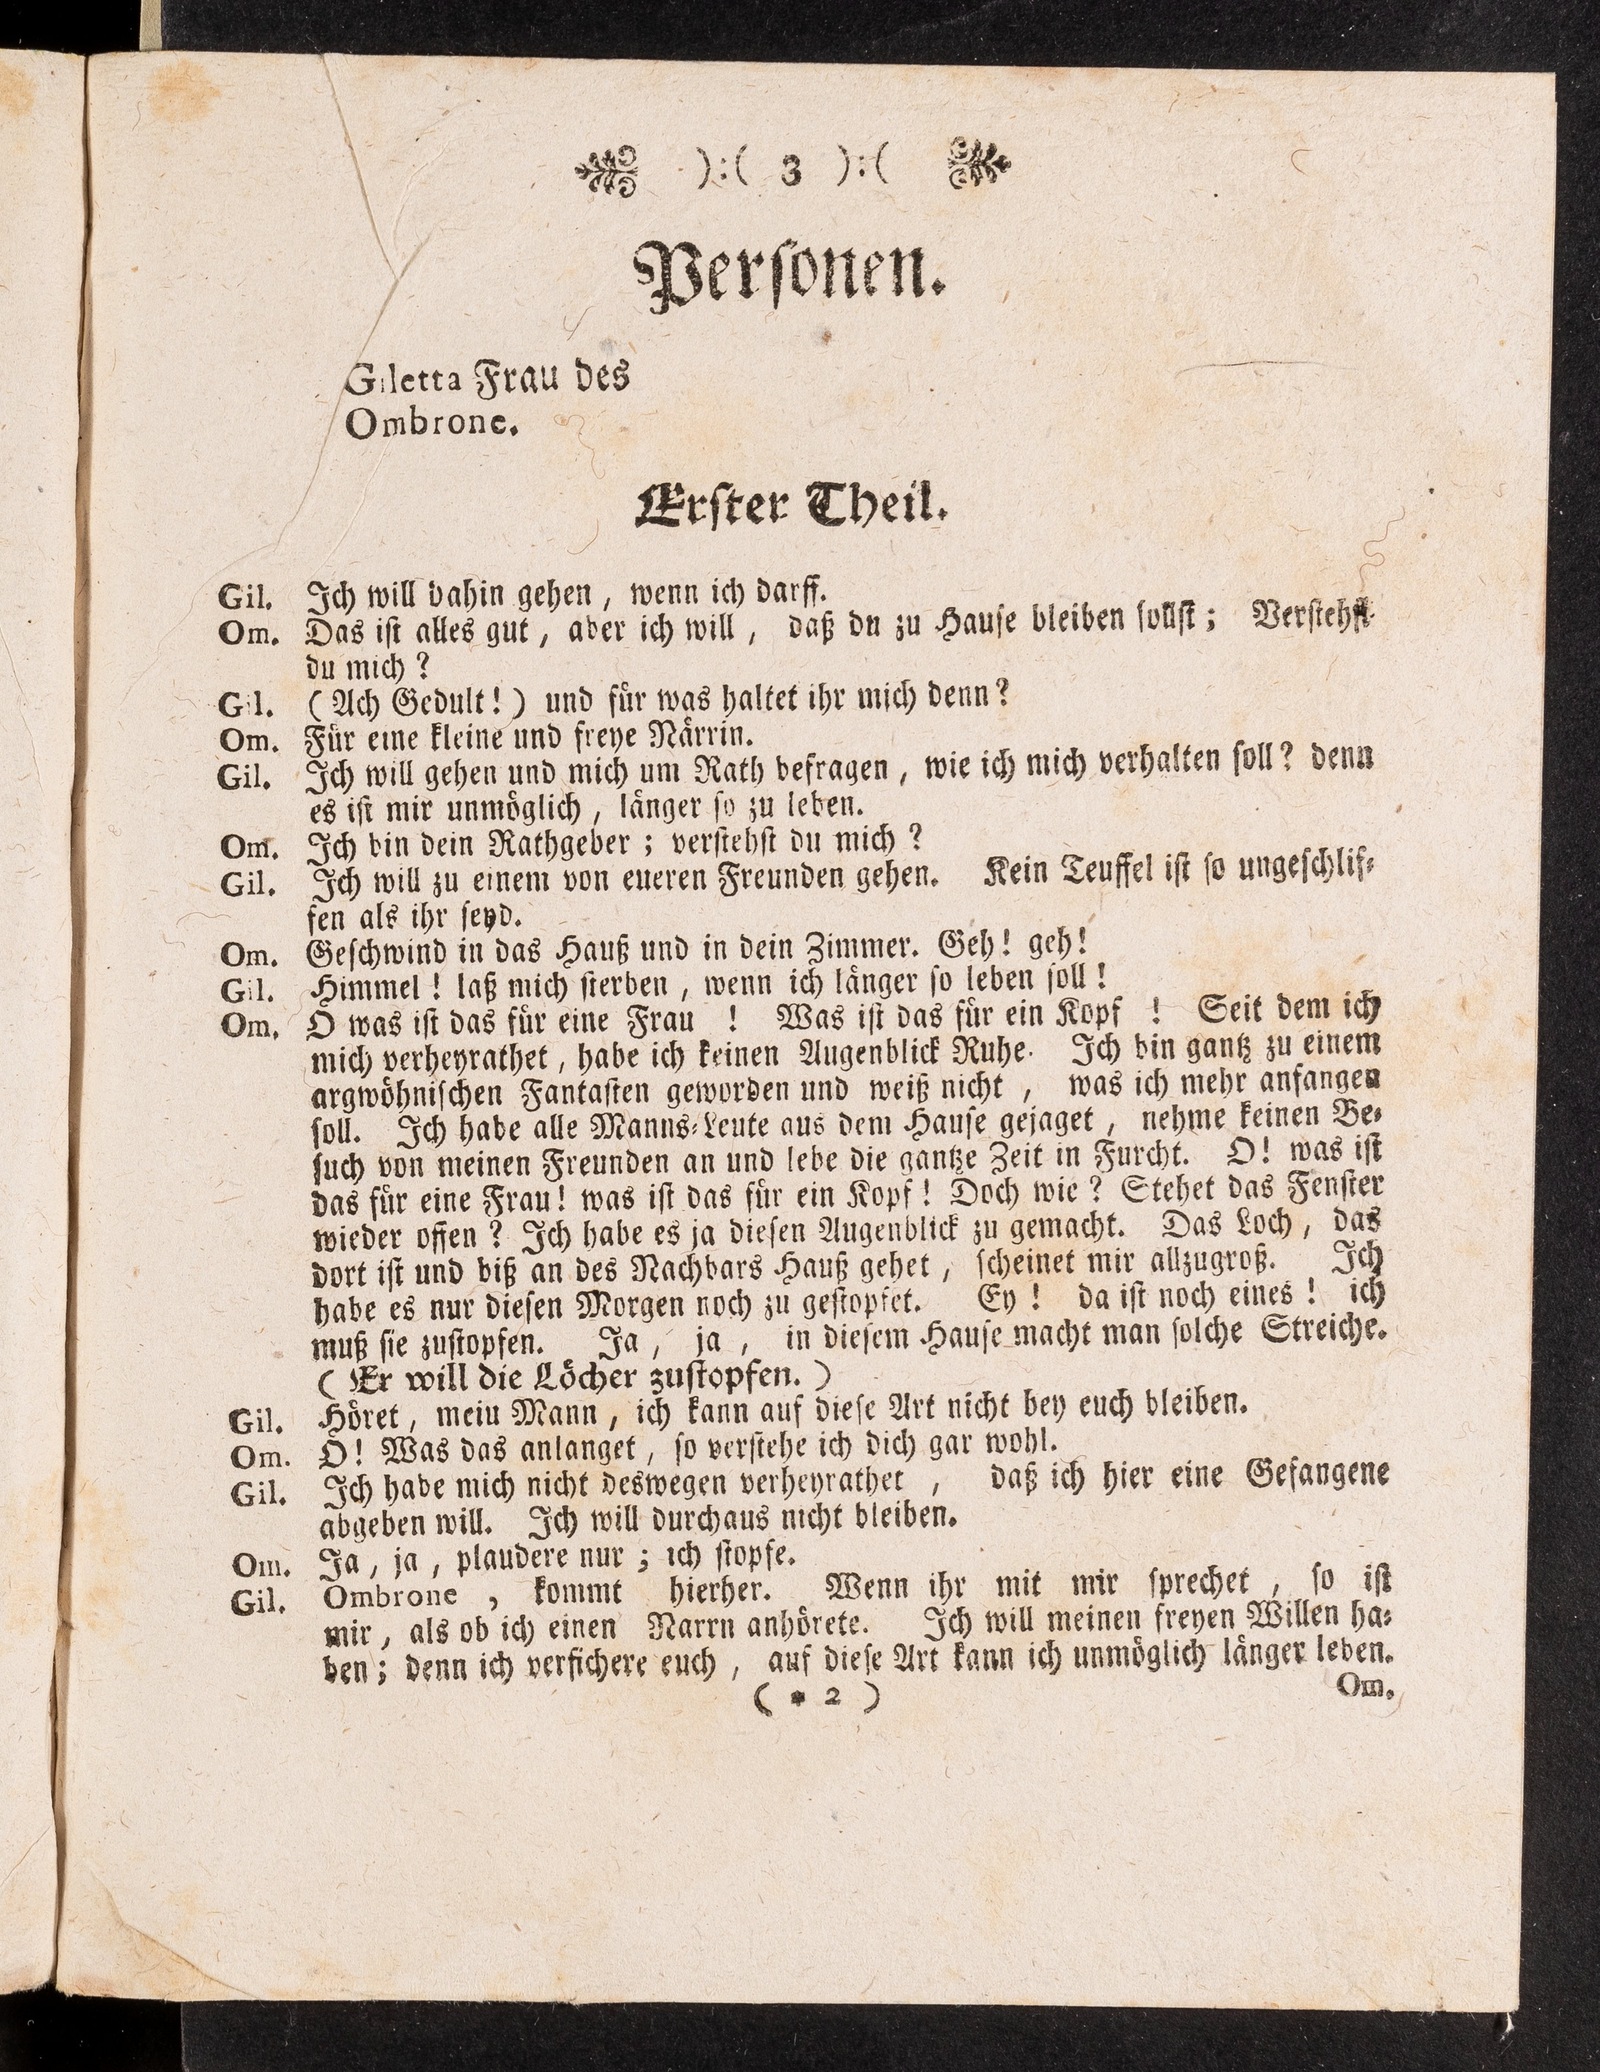 ):( 3 ):(
Personen.
Giletta Frau des
Ombrone.
Erster Theil.
Gil. Ich will dahin gehen, wenn ich darff.
Om. Das ist alles gut, aber ich will, daß du zu Hause bleiben sollst; Verstehst
du mich?
Gil. (Ach Gedult!) und für was haltet ihr mich denn?
Om. Für eine kleine und freye Närrin.
Gil. Ich will gehen und mich um Rath befragen, wie ich mich verhalten soll? denn
es ist mir unmöglich, länger so zu leben.
Om. Ich bin dein Rathgeber; verstehst du mich?
Gil. Ich will zu einem von eueren Freunden gehen. Kein Teuffel ist so ungeschlif-
fen als ihr seyd.
Om. Geschwind in das Hauß und in dein Zimmer. Geh! geh!
Gil. Himmel! laß mich sterben, wenn ich länger so leben soll!
Om. O was ist das für eine Frau! Was ist das für ein Kopf! Seit dem ich
mich verheyrathet, habe ich keinen Augenblick Ruhe. Ich bin gantz zu einem
argwöhnischen Fantasten geworden und weiß nicht, was ich mehr anfangen
soll. Ich habe alle Manns-Leute aus dem Hause gejaget, nehme keinen Be-
such von meinen Freunden an und lebe die gantze Zeit in Furcht. O! was ist
das für eine Frau! was ist das für ein Kopf! Doch wie? Stehet das Fenster
wieder offen? Ich habe es ja diesen Augenblick zu gemacht. Das Loch, das
dort ist und biß an des Nachbars Hauß gehet, scheinet mir allzugroß. Ich
habe es nur diesen Morgen noch zu gestopfet. Ey! da ist noch eines! ich
muß sie zustopfen. Ja, ja, in diesem Hause macht man solche Streiche.
(Er will die Löcher zustopfen.)
Gil. Höret, meiu Mann, ich kann auf diese Art nicht bey euch bleiben.
Om. O! Was das anlanget, so verstehe ich dich gar wohl.
Gil. Ich habe mich nicht deswegen verheyrathet, daß ich hier eine Gefangene
abgeben will. Ich will durchaus nicht bleiben.
Om. Ja, ja, plaudere nur; ich stopfe.
Gil. Ombrone, kommt hierher. Wenn ihr mit mir sprechet, so ist
mir, als ob ich einen Narrn anhörete. Ich will meinen freyen Willen ha-
ben; denn ich versichere euch, auf diese Art kann ich unmöglich länger leben.
(* 2) Om.